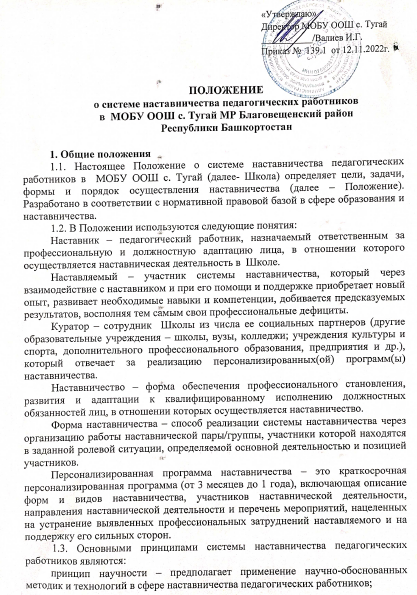 «Утверждаю»
Директор МОБУ ООШ с. Тугай
/Валиев И.Г.
Приказ № 139.1 от 12.11.2022г.
ПОЛОЖЕНИЕ
о системе наставничества педагогических работников
в МОБУ ООШ с. Тугай МР Благовещенский район
Республики Башкортостан
1. Общие положения
1.1. Настоящее Положение о системе наставничества педагогических
работников в МОБУ ООШ с. Тугай (далее- Школа) определяет цели, задачи,
формы и порядок осуществления наставничества (далее – Положение).
Разработано в соответствии с нормативной правовой базой в сфере образования и
наставничества.
1.2. В Положении используются следующие понятия:
Наставник – педагогический работник, назначаемый ответственным за
профессиональную и должностную адаптацию лица, в отношении которого
осуществляется наставническая деятельность в Школе.
Наставляемый – участник системы наставничества, который через
взаимодействие с наставником и при его помощи и поддержке приобретает новый
опыт, развивает необходимые навыки и компетенции, добивается предсказуемых
результатов, восполняя тем самым свои профессиональные дефициты.
Куратор – сотрудник Школы из числа ее социальных партнеров (другие
образовательные учреждения – школы, вузы, колледжи; учреждения культуры и
спорта, дополнительного профессионального образования, предприятия и др.),
который отвечает за реализацию персонализированных(ой) программ(ы)
наставничества.
Наставничество – форма обеспечения профессионального становления,
развития и адаптации к квалифицированному исполнению должностных
обязанностей лиц, в отношении которых осуществляется наставничество.
Форма наставничества – способ реализации системы наставничества через
организацию работы наставнической пары/группы, участники которой находятся
в заданной ролевой ситуации, определяемой основной деятельностью и позицией
участников.
Персонализированная программа наставничества – это краткосрочная
персонализированная программа (от 3 месяцев до 1 года), включающая описание
форм и видов наставничества, участников наставнической деятельности,
направления наставнической деятельности и перечень мероприятий, нацеленных
на устранение выявленных профессиональных затруднений наставляемого и на
поддержку его сильных сторон.
1.3. Основными принципами системы наставничества педагогических
работников являются:
принцип научности – предполагает применение научно-обоснованных
методик и технологий в сфере наставничества педагогических работников;